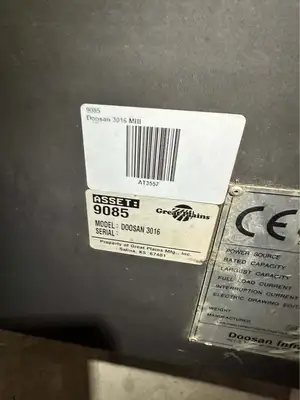 9085
Doosan 3016 Mill
AT3557
ASSET:
9085
Great Plains
MODEL: DOOSAN 3016
SERIAL:
Property of Great Plains Mfg., Inc.
Salina, KS 67401
CE
POWER SOURCE
RATED CAPACITY
LARGEST CAPACITY
FULL LOAD CURRENT
INTERRUPTION CURRENT
ELECTRIC DRAWING
WEIGHT
MANUFACTURED
Doosan Infra